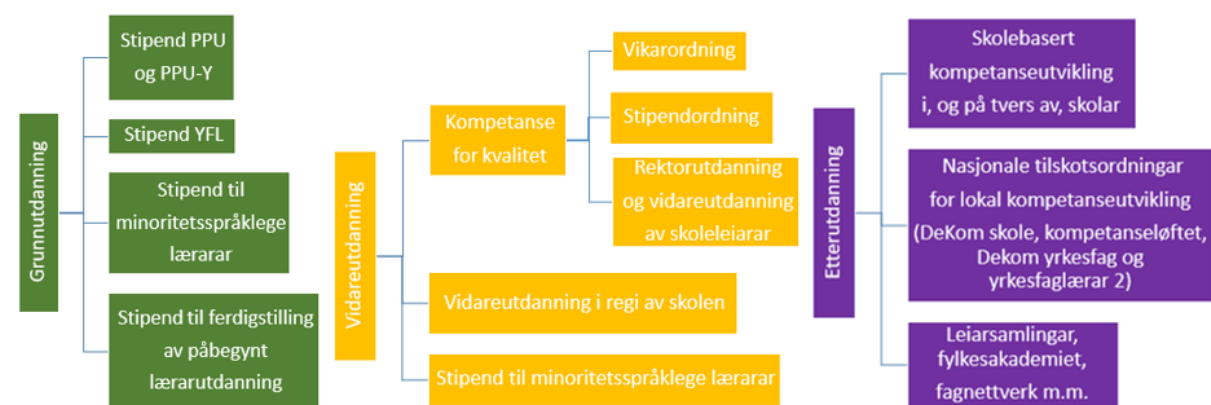 Grunnutdanning
Stipend PPU
og PPU-Y
Stipend YFL
Stipend til
minoritetsspråklege
lærarar
Stipend til ferdigstilling
av påbegynt
lærarutdanning
Vidareutdanning
Kompetanse
for kvalitet
Vikarordning
Stipendordning
Rektorutdanning
og vidareutdanning
av skoleleiarar
Vidareutdanning i regi av skolen
Stipend til minoritetsspråklege lærarar
Etterutdanning
Skolebasert
kompetanseutvikling
i, og på tvers av, skolar
Nasjonale tilskotsordningar
for lokal kompetanseutvikling
(DeKom skole, kompetanseløftet,
Dekom yrkesfag og
yrkesfaglærar 2)
Leiarsamlingar,
fylkesakademiet,
fagnettverk m.m.